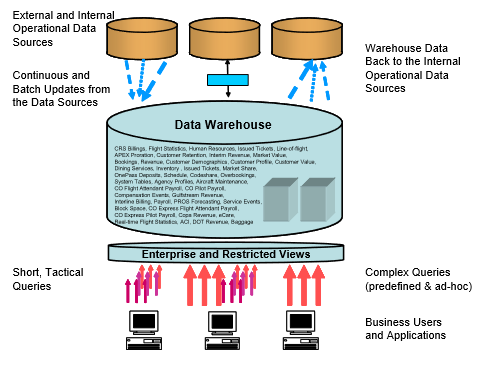 External and Internal
Operational Data
Sources
Continuous and
Batch Updates from
the Data Sources
Warehouse Data
Back to the Internal
Operational Data
Sources
Data Warehouse
CRS Billings, Flight Statistics, Human Resources, Issued Tickets, Line-of-flight,
APEX Proration, Customer Retention, Interim Revenue, Market Value,
Bookings, Revenue, Customer Demographics, Customer Profile, Customer Value,
Dining Services, Inventory , Issued Tickets, Market Share,
OnePass Deposits, Schedule, Codeshare, Overbookings,
System Tables, Agency Profiles, Aircraft Maintenance,
CO Flight Attendant Payroll, CO Pilot Payroll,
Compensation Events, Gulfstream Revenue,
Interline Billing, Payroll, PROS Forecasting, Service Events,
Block Space, CO Express Flight Attendant Payroll,
CO Express Pilot Payroll, Copa Revenue, eCare,
Real-time Flight Statistics, ACI, DOT Revenue, Baggage
Enterprise and Restricted Views
Short, Tactical
Queries
Complex Queries
(predefined & ad-hoc)
Business Users
and Applications